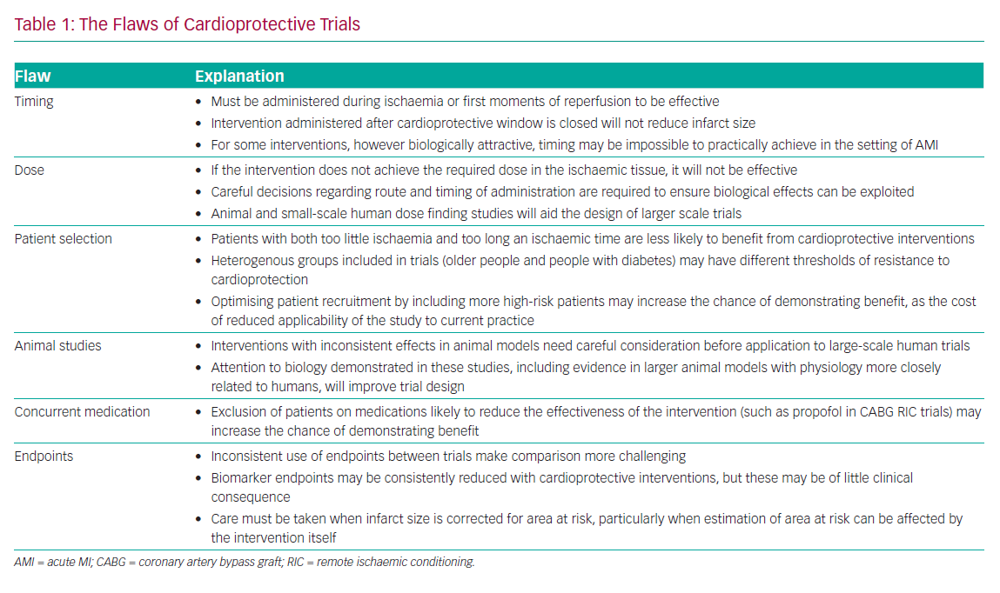 Table 1: The Flaws of Cardioprotective Trials
Flaw Explanation
Timing • Must be administered during ischaemia or first moments of reperfusion to be effective
• Intervention administered after cardioprotective window is closed will not reduce infarct size
• For some interventions, however biologically attractive, timing may be impossible to practically achieve in the setting of AMI
Dose • If the intervention does not achieve the required dose in the ischaemic tissue, it will not be effective
• Careful decisions regarding route and timing of administration are required to ensure biological effects can be exploited
• Animal and small-scale human dose finding studies will aid the design of larger scale trials
Patient selection • Patients with both too little ischaemia and too long an ischaemic time are less likely to benefit from cardioprotective interventions
• Heterogenous groups included in trials (older people and people with diabetes) may have different thresholds of resistance to
cardioprotection
• Optimising patient recruitment by including more high-risk patients may increase the chance of demonstrating benefit, as the cost
of reduced applicability of the study to current practice
Animal studies • Interventions with inconsistent effects in animal models need careful consideration before application to large-scale human trials
• Attention to biology demonstrated in these studies, including evidence in larger animal models with physiology more closely
related to humans, will improve trial design
Concurrent medication • Exclusion of patients on medications likely to reduce the effectiveness of the intervention (such as propofol in CABG RIC trials) may
increase the chance of demonstrating benefit
Endpoints • Inconsistent use of endpoints between trials make comparison more challenging
• Biomarker endpoints may be consistently reduced with cardioprotective interventions, but these may be of little clinical
consequence
• Care must be taken when infarct size is corrected for area at risk, particularly when estimation of area at risk can be affected by
the intervention itself
AMI = acute MI; CABG = coronary artery bypass graft; RIC = remote ischaemic conditioning.